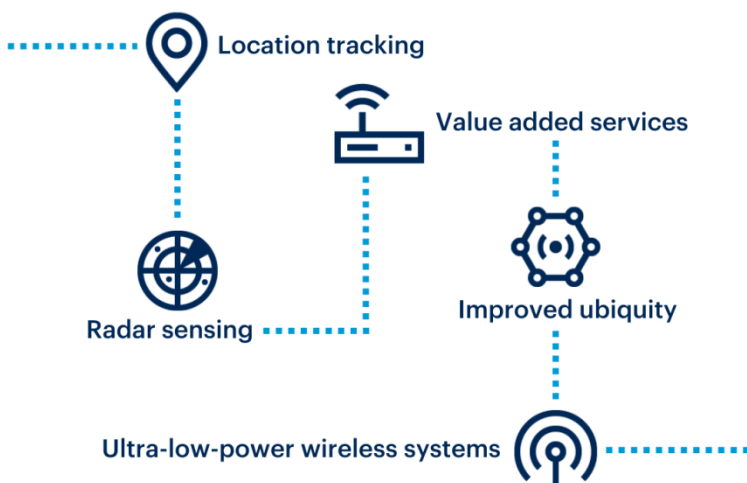 Location tracking
Value added services
Radar sensing
Improved ubiquity
Ultra-low-power wireless systems